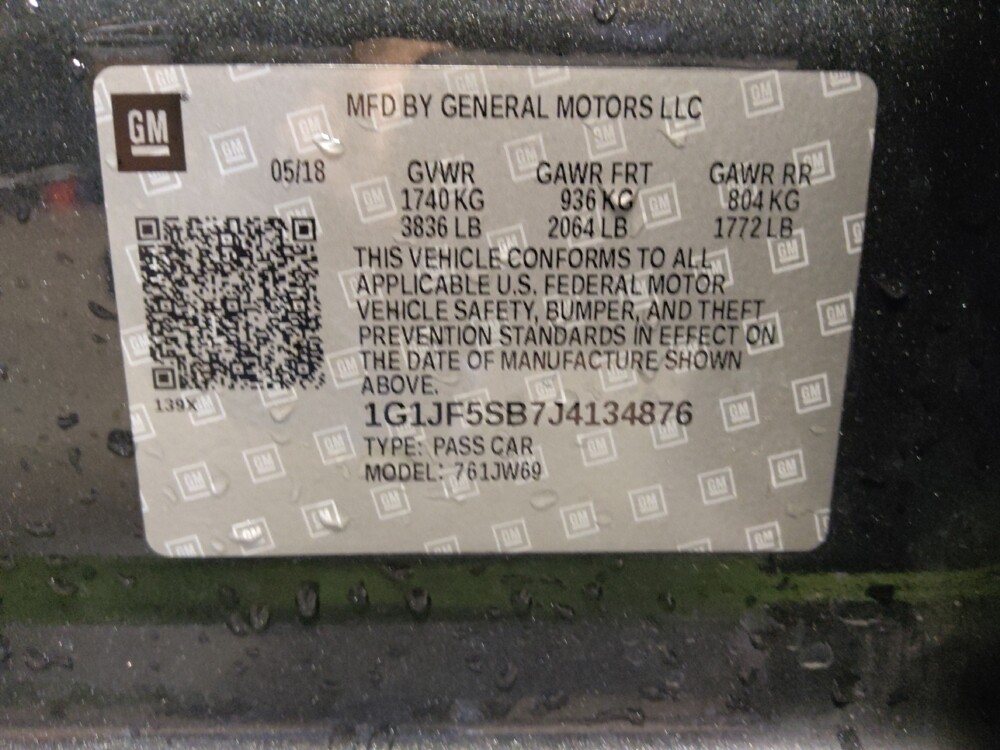 GM
MFD BY GENERAL MOTORS LLC
05/18 GVWR GAWR FRT GAWR RR
1740 KG 936 KG 804 KG
3836 LB 2064 LB 1772 LB
THIS VEHICLE CONFORMS TO ALL
APPLICABLE U.S. FEDERAL MOTOR
VEHICLE SAFETY, BUMPER, AND THEFT
PREVENTION STANDARDS IN EFFECT ON
THE DATE OF MANUFACTURE SHOWN
ABOVE.
139X
1G1JF5SB7J4134876
TYPE: PASS CAR
MODEL: 761JW69